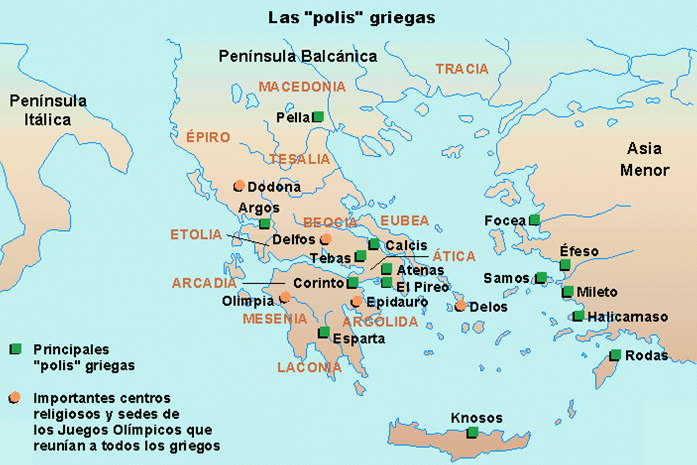 Las "polis" griegas
Península Balcánica
TRACIA
MACEDONIA
Península
Itálica
Pella
ÉPIRO
Asia
Menor
TESALIA
Dodona
Argos
BEOCIA
EUBEA
Focea
ETOLIA
Delfos
Calcis
Tebas
ÁTICA
Éfeso
Atenas
Samos
ARCADIA
Corinto
El Pireo
Mileto
Olimpia
Epidauro
Delos
MESENIA
ARGÓLIDA
Halicarnaso
Esparta
Principales
"polis" griegas
Rodas
LACONIA
Importantes centros
religiosos y sedes de
los Juegos Olímpicos que
reunían a todos los griegos
Knosos